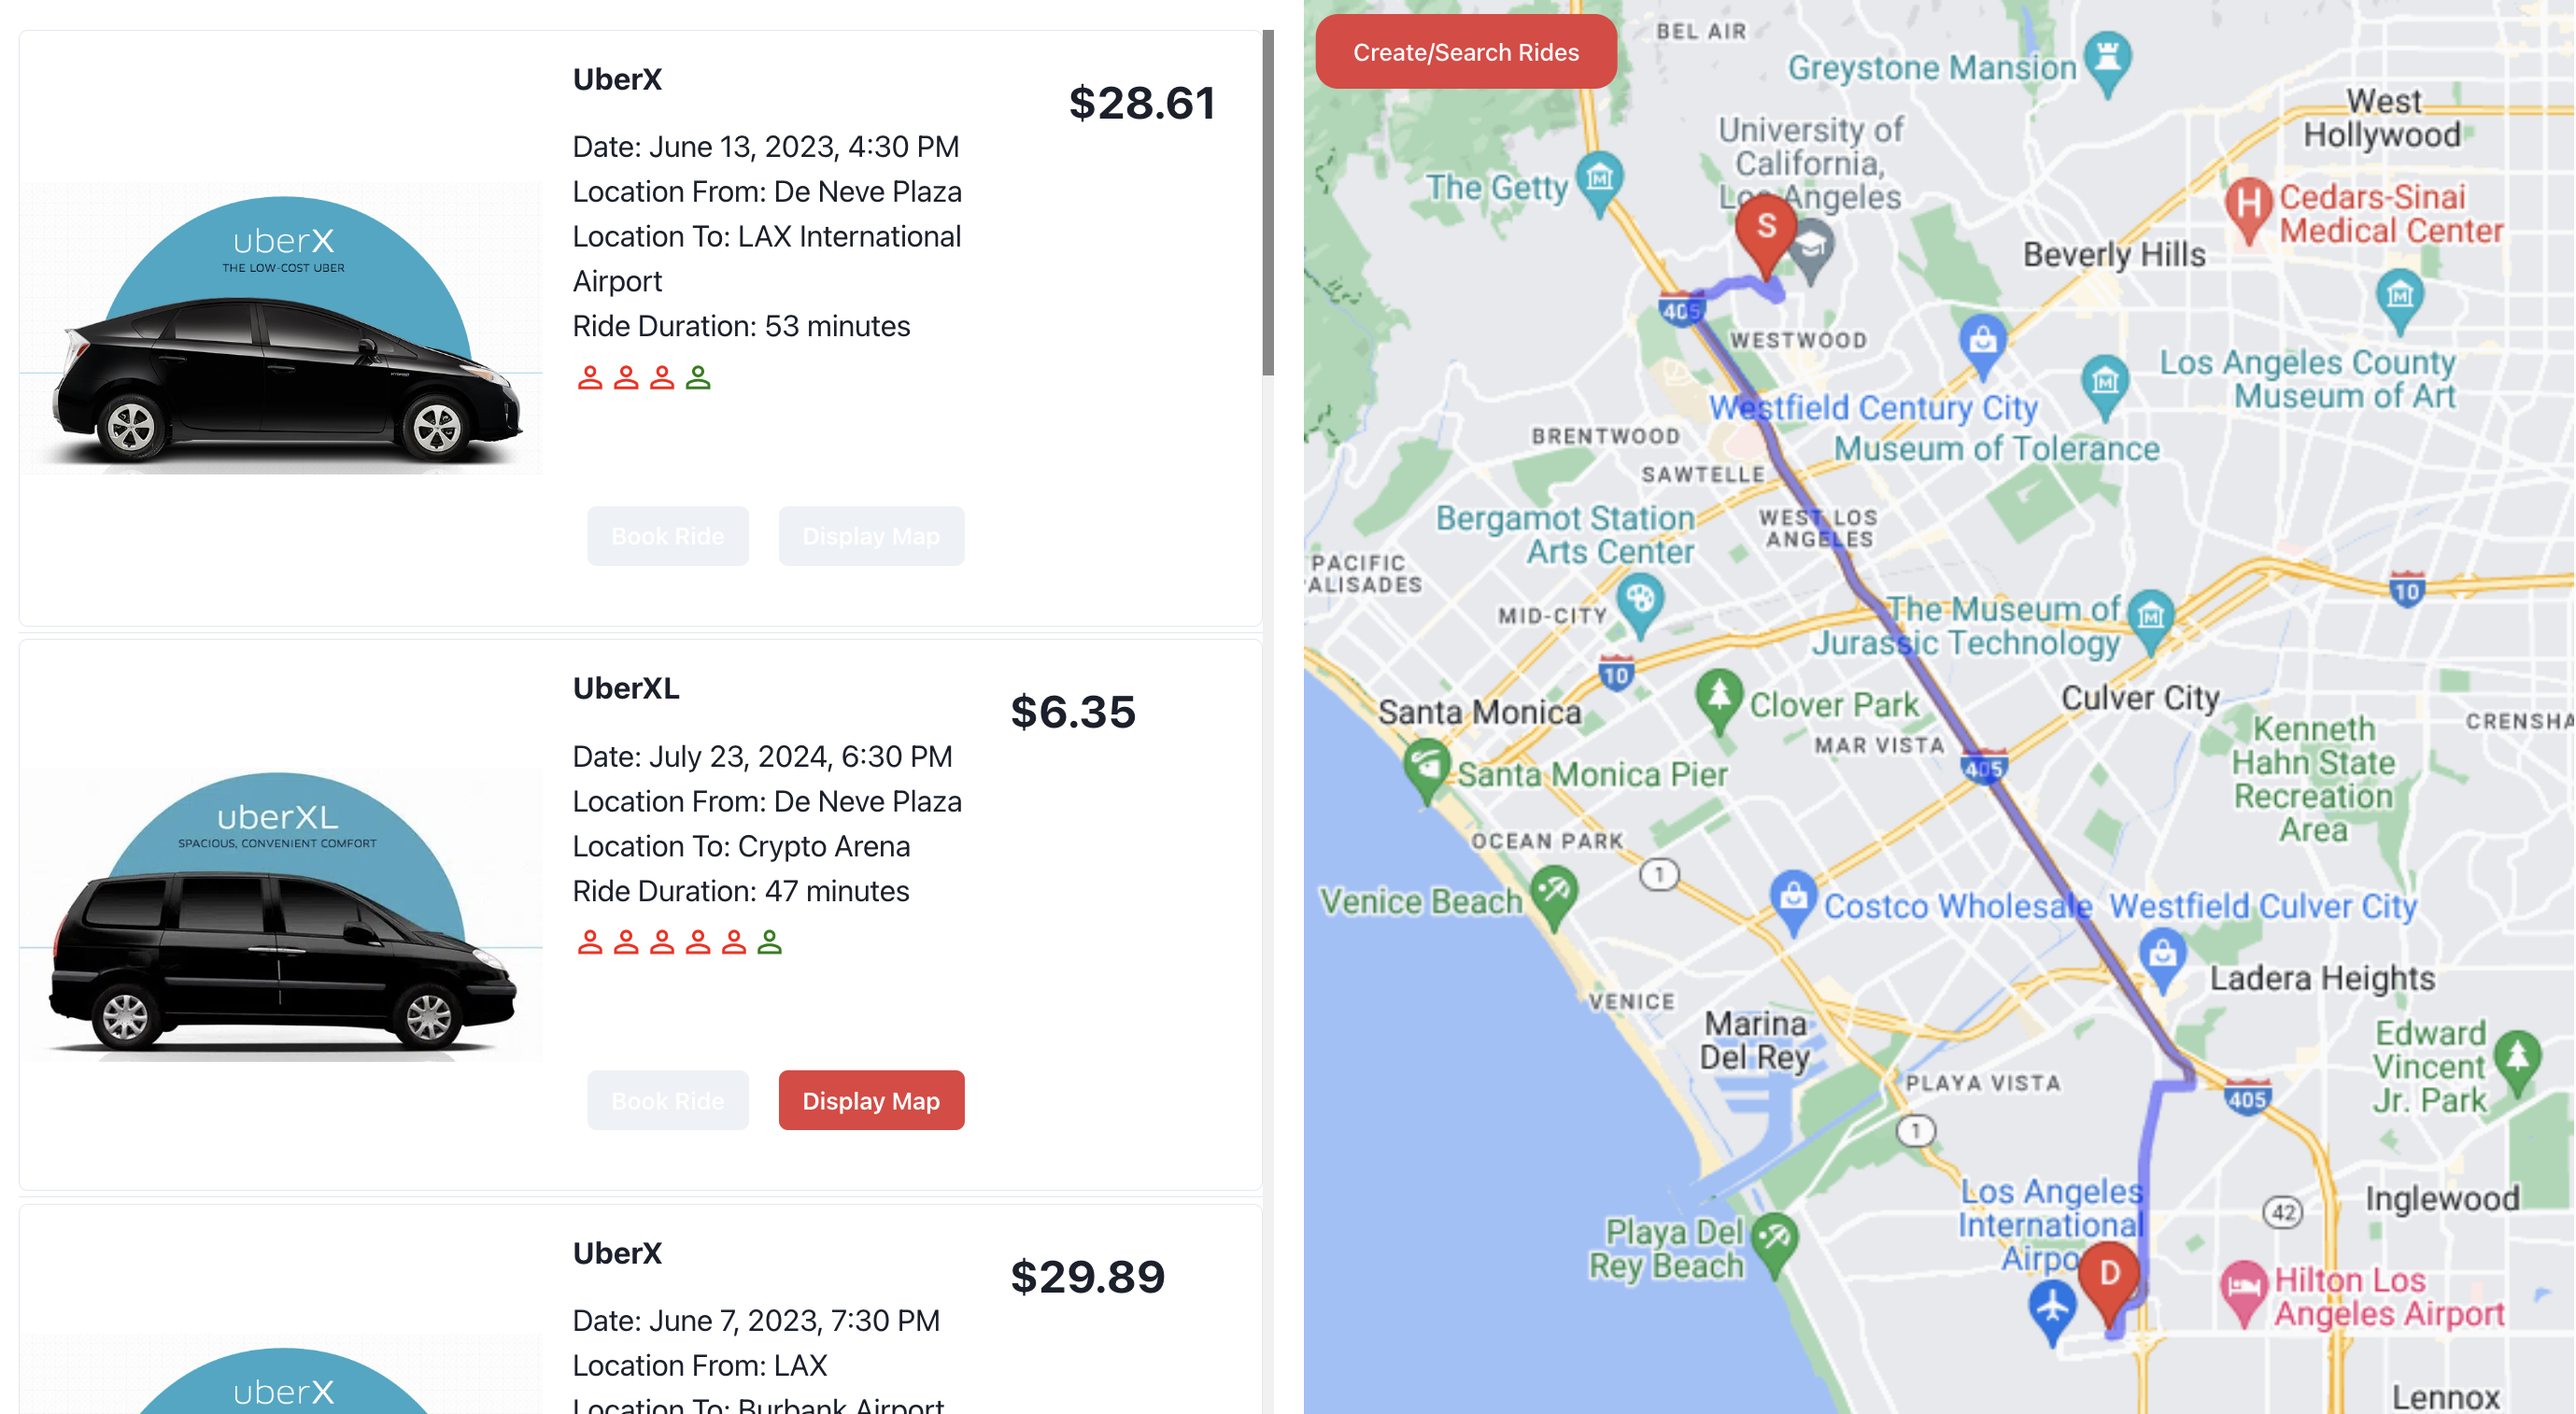 UberX
$28.61
Date: June 13, 2023, 4:30 PM
Location From: De Neve Plaza
Location To: LAX International
Airport
Ride Duration: 53 minutes
uberX
THE LOW-COST UBER
Book Ride
Display Map
UberXL
$6.35
Date: July 23, 2024, 6:30 PM
Location From: De Neve Plaza
Location To: Crypto Arena
Ride Duration: 47 minutes
uberXL
SPACIOUS, CONVENIENT COMFORT
Book Ride
Display Map
UberX
$29.89
Date: June 7, 2023, 7:30 PM
Location From: LAX
Location To: Burbank Airport
uberX
Create/Search Rides
BEL AIR
Greystone Mansion
West
Hollywood
University of
California,
Los Angeles
The Getty
S
Cedars-Sinai
Medical Center
H
Beverly Hills
405
WESTWOOD
Los Angeles County
Museum of Art
Westfield Century City
Museum of Tolerance
BRENTWOOD
SAWTELLE
Bergamot Station
Arts Center
WEST LOS
ANGELES
PACIFIC
ALISADES
10
MID-CITY
The Museum of
Jurassic Technology
10
Santa Monica
Clover Park
Culver City
CRENSHA
MAR VISTA
Kenneth
Hahn State
Recreation
Area
405
Santa Monica Pier
OCEAN PARK
1
Venice Beach
Costco Wholesale
Westfield Culver City
Ladera Heights
VENICE
Marina
Del Rey
Edward
Vincent
Jr. Park
PLAYA VISTA
405
1
Los Angeles
International
Airpo
D
42
Inglewood
Playa Del
Rey Beach
Hilton Los
Angeles Airport
Lennox